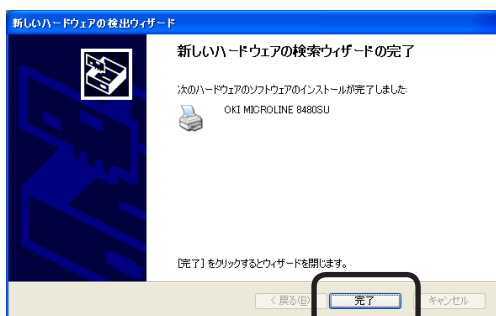 新しいハードウェアの検出ウィザード
新しいハードウェアの検索ウィザードの完了
次のハードウェアのソフトウェアのインストールが完了しました:
OKI MICROLINE 8480SU
[完了] をクリックするとウィザードを閉じます。
< 戻る(B) 完了 キャンセル